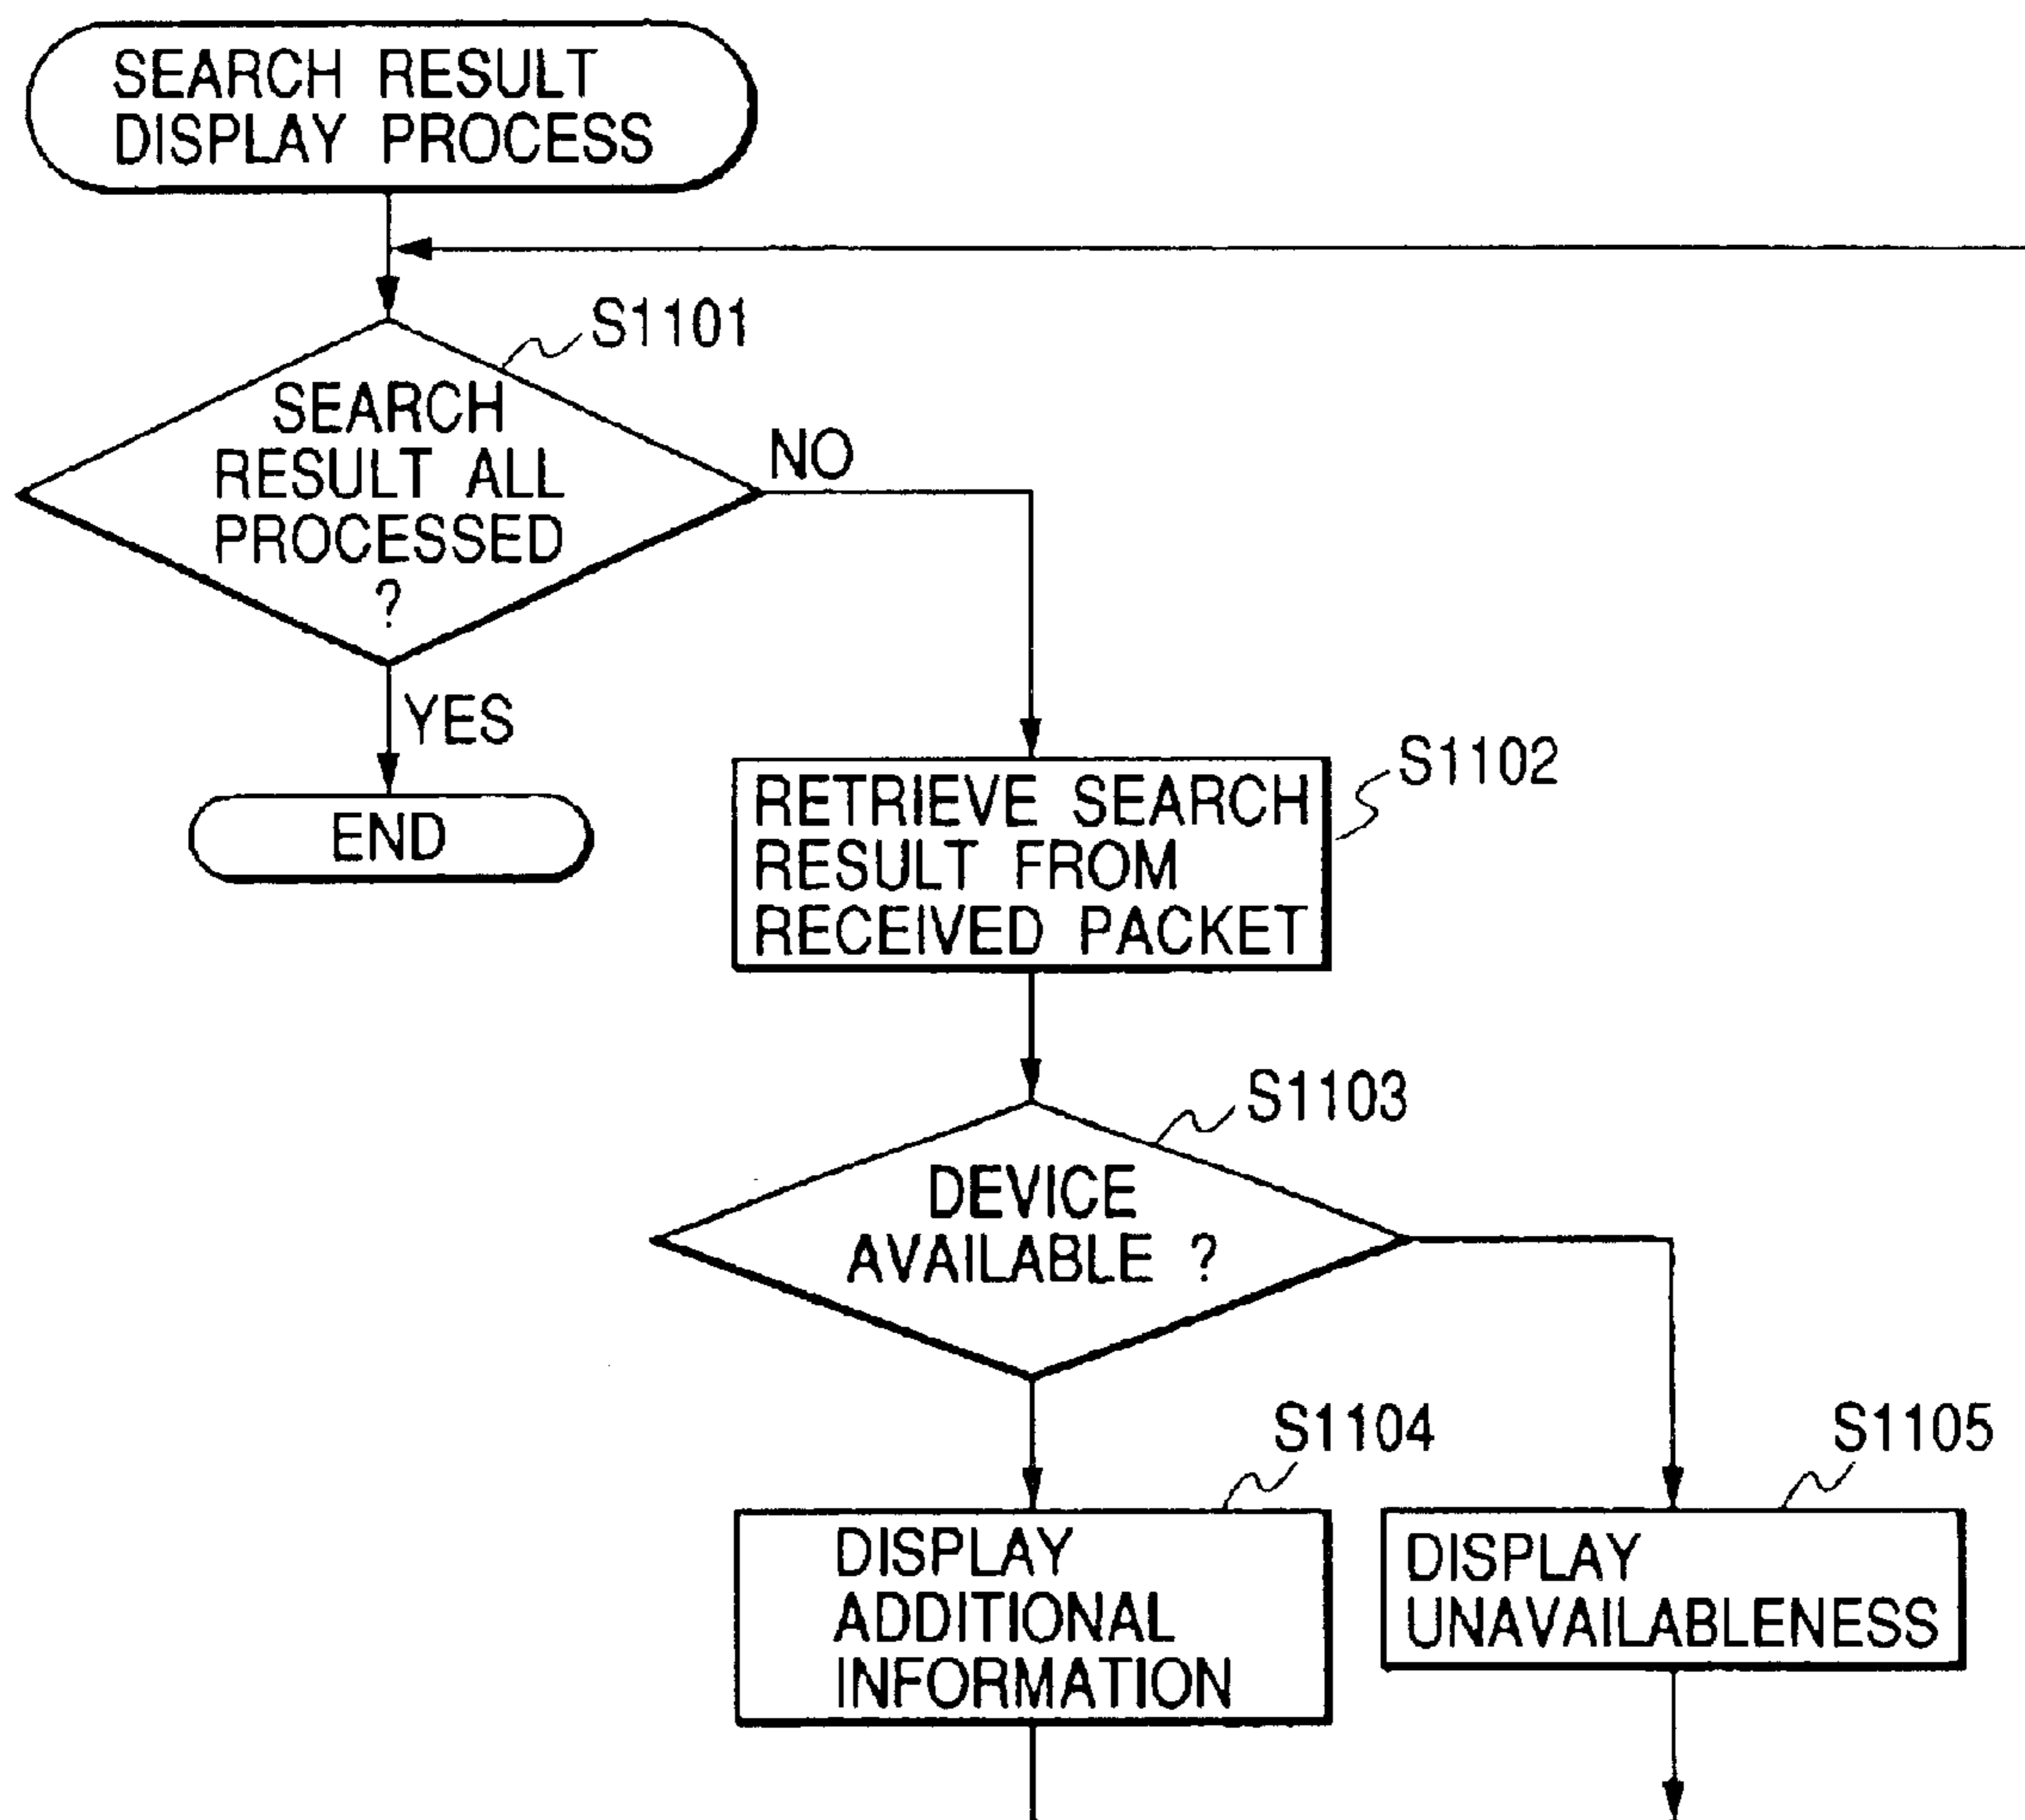 SEARCH RESULT
DISPLAY PROCESS
S1101
SEARCH
RESULT ALL
PROCESSED
?
NO
YES
END
S1102
RETRIEVE SEARCH
RESULT FROM
RECEIVED PACKET
S1103
DEVICE
AVAILABLE ?
S1104
DISPLAY
ADDITIONAL
INFORMATION
S1105
DISPLAY
UNAVAILABLENESS